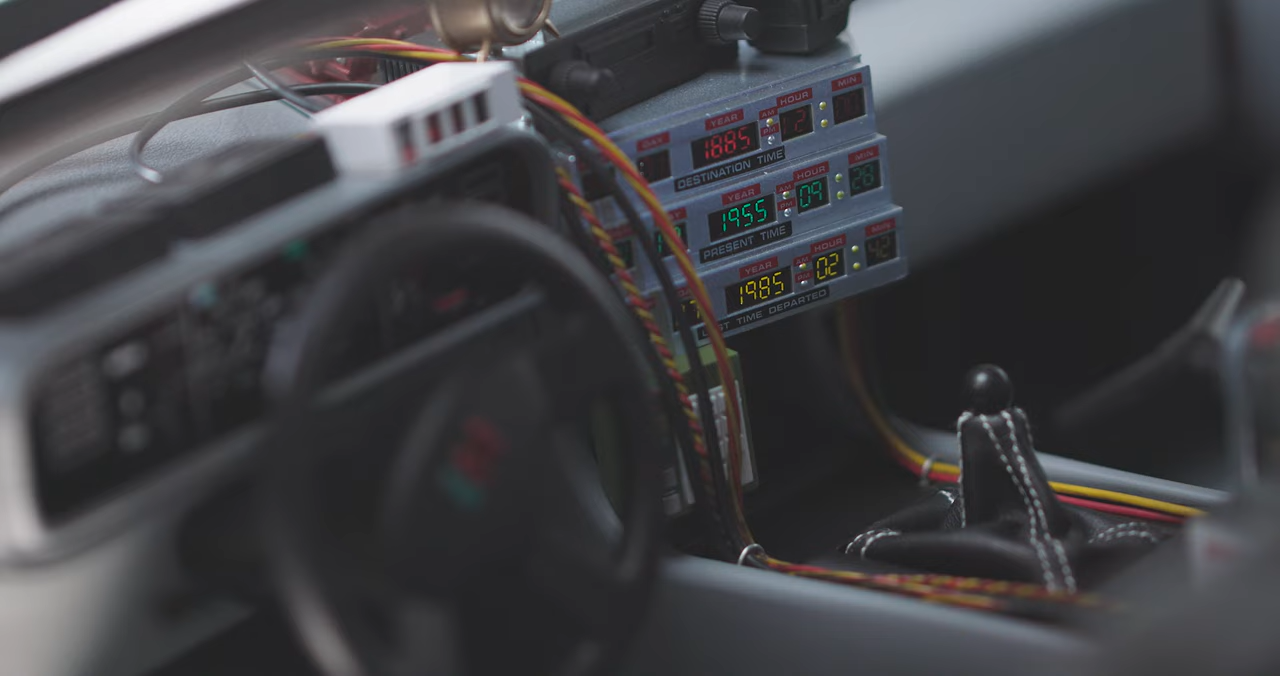 DAY YEAR AM HOUR MIN
1885 PM 12
DESTINATION TIME
YEAR AM HOUR MIN
1955 PM 09 28
PRESENT TIME
YEAR AM HOUR MIN
1985 PM 02 42
LAST TIME DEPARTED